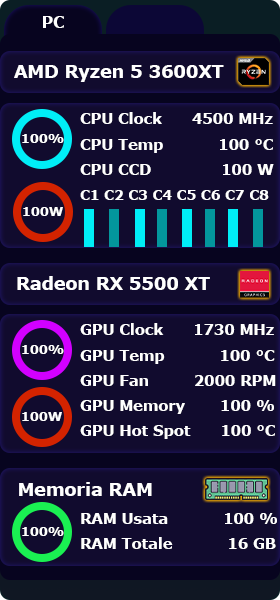 PC
AMD Ryzen 5 3600XT
RYZEN
100%
CPU Clock 4500 MHz
CPU Temp 100 °C
CPU CCD 100 W
100W
C1 C2 C3 C4 C5 C6 C7 C8
Radeon RX 5500 XT
RADEON
GRAPHICS
100%
GPU Clock 1730 MHz
GPU Temp 100 °C
GPU Fan 2000 RPM
100W
GPU Memory 100 %
GPU Hot Spot 100 °C
Memoria RAM
100%
RAM Usata 100 %
RAM Totale 16 GB